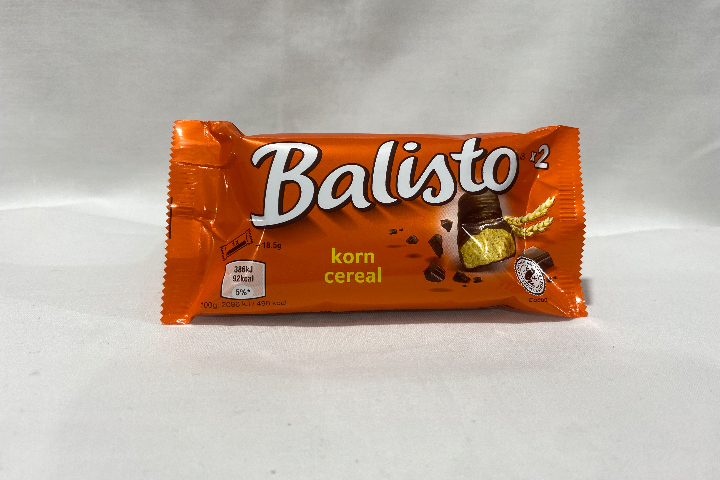 Balisto
x2
18.5g
korn
cereal
386kJ
92kcal
5%*